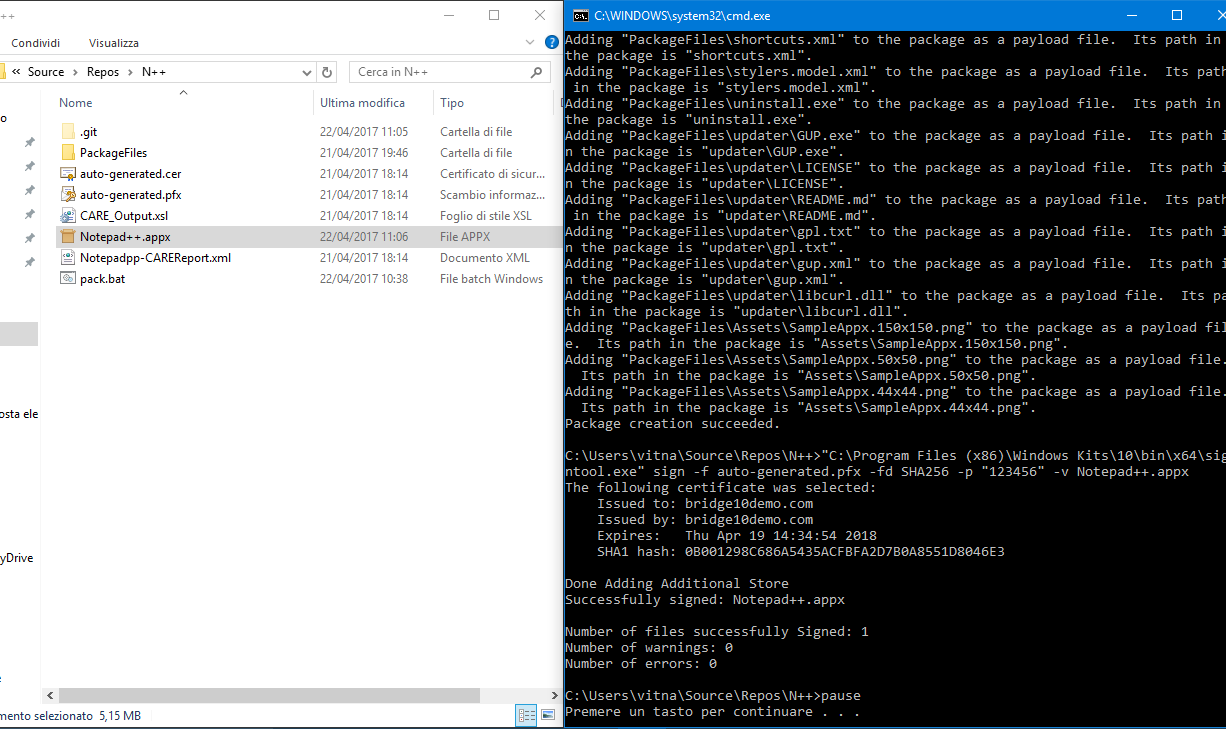 ++
Condividi Visualizza
« Source › Repos › N++
Cerca in N++
Nome Ultima modifica Tipo
.git 22/04/2017 11:05 Cartella di file
PackageFiles 21/04/2017 19:46 Cartella di file
auto-generated.cer 21/04/2017 18:14 Certificato di sicur...
auto-generated.pfx 21/04/2017 18:14 Scambio informaz...
CARE_Output.xsl 21/04/2017 18:14 Foglio di stile XSL
Notepad++.appx 22/04/2017 11:06 File APPX
Notepadpp-CAREReport.xml 21/04/2017 18:14 Documento XML
pack.bat 22/04/2017 10:38 File batch Windows
o
osta ele
yDrive
mento selezionato 5,15 MB
C:\WINDOWS\system32\cmd.exe
Adding "PackageFiles\shortcuts.xml" to the package as a payload file.  Its path in
the package is "shortcuts.xml".
Adding "PackageFiles\stylers.model.xml" to the package as a payload file.  Its path
 in the package is "stylers.model.xml".
Adding "PackageFiles\uninstall.exe" to the package as a payload file.  Its path in
the package is "uninstall.exe".
Adding "PackageFiles\updater\GUP.exe" to the package as a payload file.  Its path i
n the package is "updater\GUP.exe".
Adding "PackageFiles\updater\LICENSE" to the package as a payload file.  Its path i
n the package is "updater\LICENSE".
Adding "PackageFiles\updater\README.md" to the package as a payload file.  Its path
 in the package is "updater\README.md".
Adding "PackageFiles\updater\gpl.txt" to the package as a payload file.  Its path i
n the package is "updater\gpl.txt".
Adding "PackageFiles\updater\gup.xml" to the package as a payload file.  Its path i
n the package is "updater\gup.xml".
Adding "PackageFiles\updater\libcurl.dll" to the package as a payload file.  Its pa
th in the package is "updater\libcurl.dll".
Adding "PackageFiles\Assets\SampleAppx.150x150.png" to the package as a payload fil
e.  Its path in the package is "Assets\SampleAppx.150x150.png".
Adding "PackageFiles\Assets\SampleAppx.50x50.png" to the package as a payload file.
  Its path in the package is "Assets\SampleAppx.50x50.png".
Adding "PackageFiles\Assets\SampleAppx.44x44.png" to the package as a payload file.
  Its path in the package is "Assets\SampleAppx.44x44.png".
Package creation succeeded.
C:\Users\vitna\Source\Repos\N++>"C:\Program Files (x86)\Windows Kits\10\bin\x64\sig
ntool.exe" sign -f auto-generated.pfx -fd SHA256 -p "123456" -v Notepad++.appx
The following certificate was selected:
    Issued to: bridge10demo.com
    Issued by: bridge10demo.com
    Expires:   Thu Apr 19 14:34:54 2018
    SHA1 hash: 0B001298C686A5435ACFBFA2D7B0A8551D8046E3
Done Adding Additional Store
Successfully signed: Notepad++.appx
Number of files successfully Signed: 1
Number of warnings: 0
Number of errors: 0
C:\Users\vitna\Source\Repos\N++>pause
Premere un tasto per continuare . . .